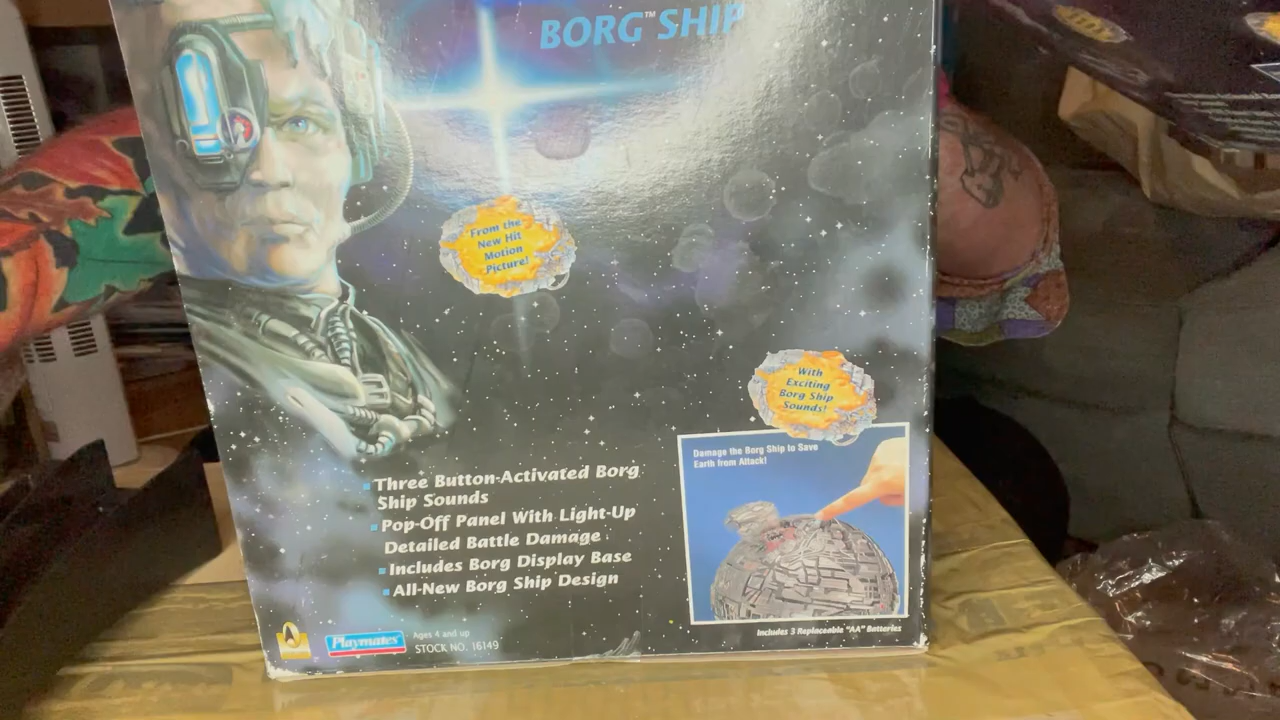 BORG™ SHIP
From the
New Hit
Motion
Picture!
With
Exciting
Borg Ship
Sounds!
Damage the Borg Ship to Save
Earth from Attack!
Three Button-Activated Borg
Ship Sounds
Pop-Off Panel With Light-Up
Detailed Battle Damage
Includes Borg Display Base
All-New Borg Ship Design
Includes 3 Replaceable "AA" Batteries
Playmates
Ages 4 and up
STOCK NO. 16149